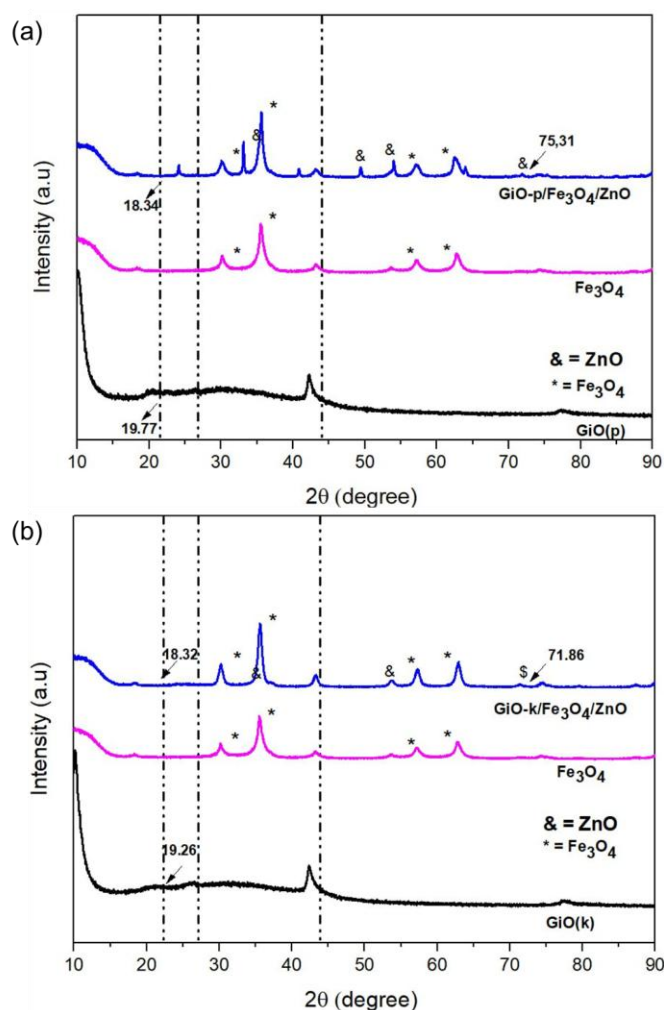 (a)
Intensity (a.u)
*
&
*
&
&
*
*
&
75,31
18.34
GiO-p/Fe₃O₄/ZnO
*
*
*
*
Fe₃O₄
& = ZnO
* = Fe₃O₄
19.77
GiO(p)
10 20 30 40 50 60 70 80 90
2θ (degree)
(b)
Intensity (a.u)
*
18.32
*
&
&
*
*
$
71.86
GiO-k/Fe₃O₄/ZnO
*
*
*
*
Fe₃O₄
& = ZnO
* = Fe₃O₄
19.26
GiO(k)
10 20 30 40 50 60 70 80 90
2θ (degree)